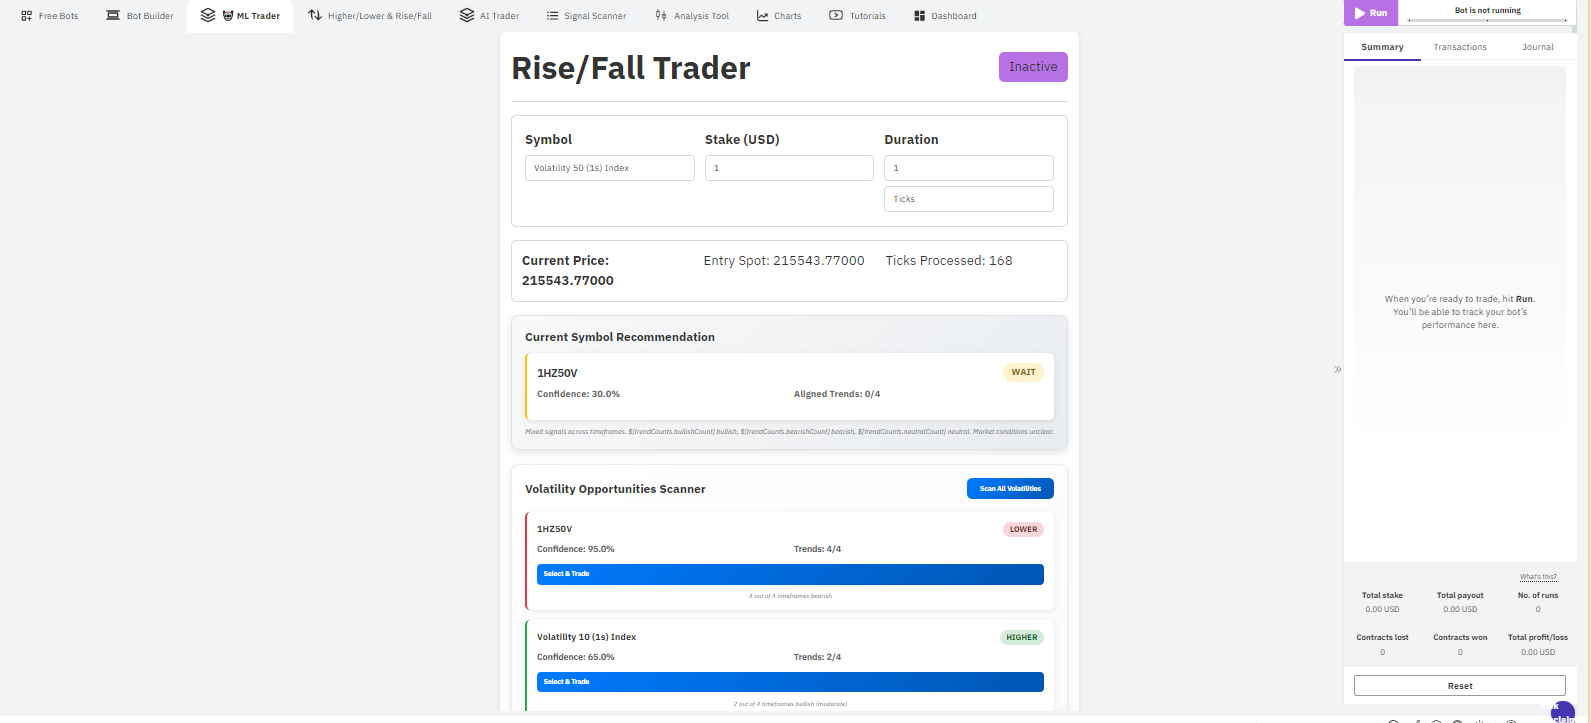 Free Bots Bot Builder ML Trader Higher/Lower & Rise/Fall AI Trader Signal Scanner Analysis Tool Charts Tutorials Dashboard
Run Bot is not running
Summary Transactions Journal
Rise/Fall Trader Inactive
Symbol Stake (USD) Duration
Volatility 50 (1s) Index 1 1
Ticks
Current Price: Entry Spot: 215543.77000 Ticks Processed: 168
215543.77000
Current Symbol Recommendation
1HZ50V WAIT
Confidence: 30.0% Aligned Trends: 0/4
Mixed signals across timeframes. ${trendCounts.bullishCount} bullish, ${trendCounts.bearishCount} bearish, ${trendCounts.neutralCount} neutral. Market conditions unclear.
Volatility Opportunities Scanner Scan All Volatilities
1HZ50V LOWER
Confidence: 95.0% Trends: 4/4
Select & Trade
4 out of 4 timeframes bearish
Volatility 10 (1s) Index HIGHER
Confidence: 65.0% Trends: 2/4
Select & Trade
2 out of 4 timeframes bullish (moderate)
When you're ready to trade, hit Run.
You'll be able to track your bot's
performance here.
What's this?
Total stake Total payout No. of runs
0.00 USD 0.00 USD 0
Contracts lost Contracts won Total profit/loss
0 0 0.00 USD
Reset